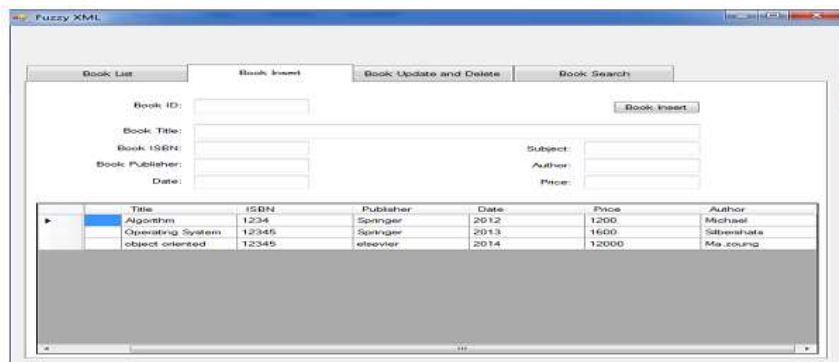 Fuzzy XML
Book List Book Insert Book Update and Delete Book Search
Book ID: Book Insert
Book Title:
Book ISBN: Subject:
Book Publisher: Author:
Date: Price:
Title ISBN Publisher Date Price Author
Algorithm 1234 Springer 2012 1200 Michael
Operating System 12345 Springer 2013 1600 Silbershats
object oriented 12345 elsevier 2014 12000 Ma.zoung